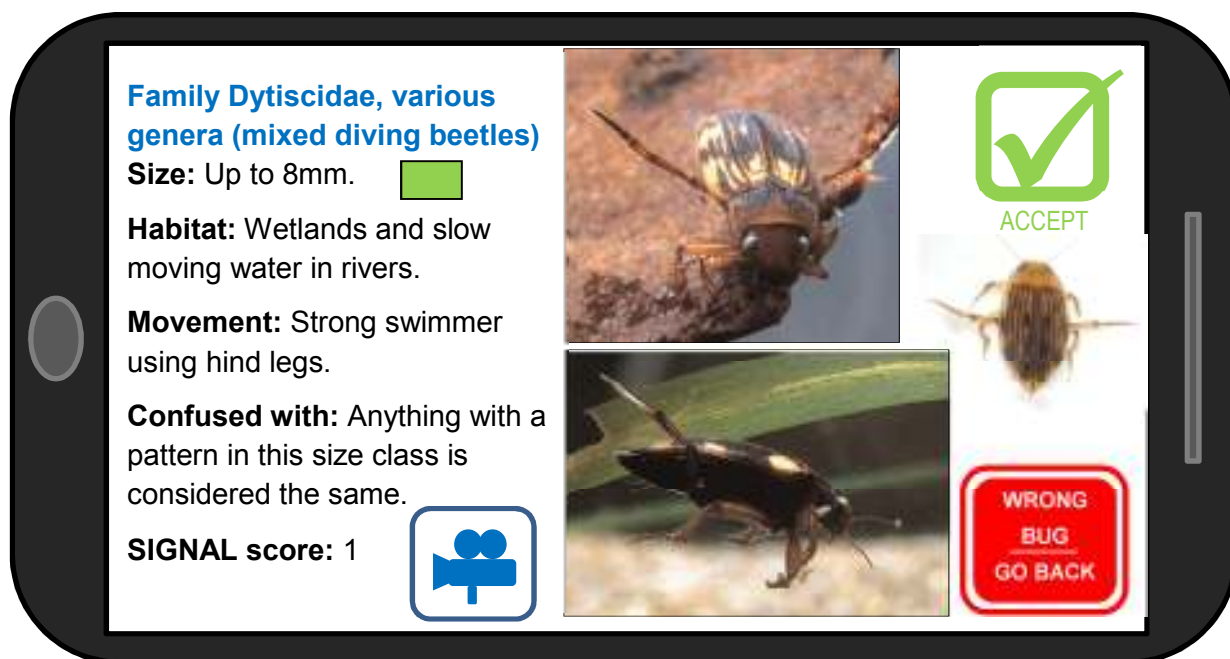 Family Dytiscidae, various
genera (mixed diving beetles)
Size: Up to 8mm.
Habitat: Wetlands and slow
moving water in rivers.
Movement: Strong swimmer
using hind legs.
Confused with: Anything with a
pattern in this size class is
considered the same.
SIGNAL score: 1
ACCEPT
WRONG
BUG
GO BACK